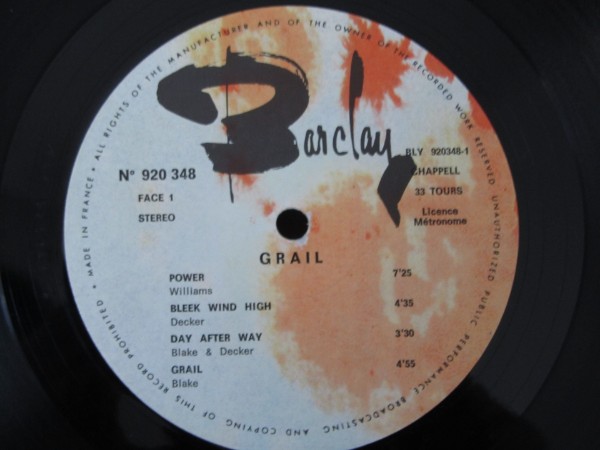 MADE IN FRANCE • ALL RIGHTS OF THE MANUFACTURER AND OF THE OWNER OF THE RECORDED WORK RESERVED UNAUTHORIZED PUBLIC PERFORMANCE BROADCASTING AND COPYING OF THIS RECORD PROHIBITED •
Barclay
N° 920 348
FACE 1
STEREO
BLY 920348-1
CHAPPELL
33 TOURS
Licence
Métronome
GRAIL
POWER 7'25
Williams
BLEEK WIND HIGH 4'35
Decker
DAY AFTER WAY 3'30
Blake & Decker
GRAIL 4'55
Blake